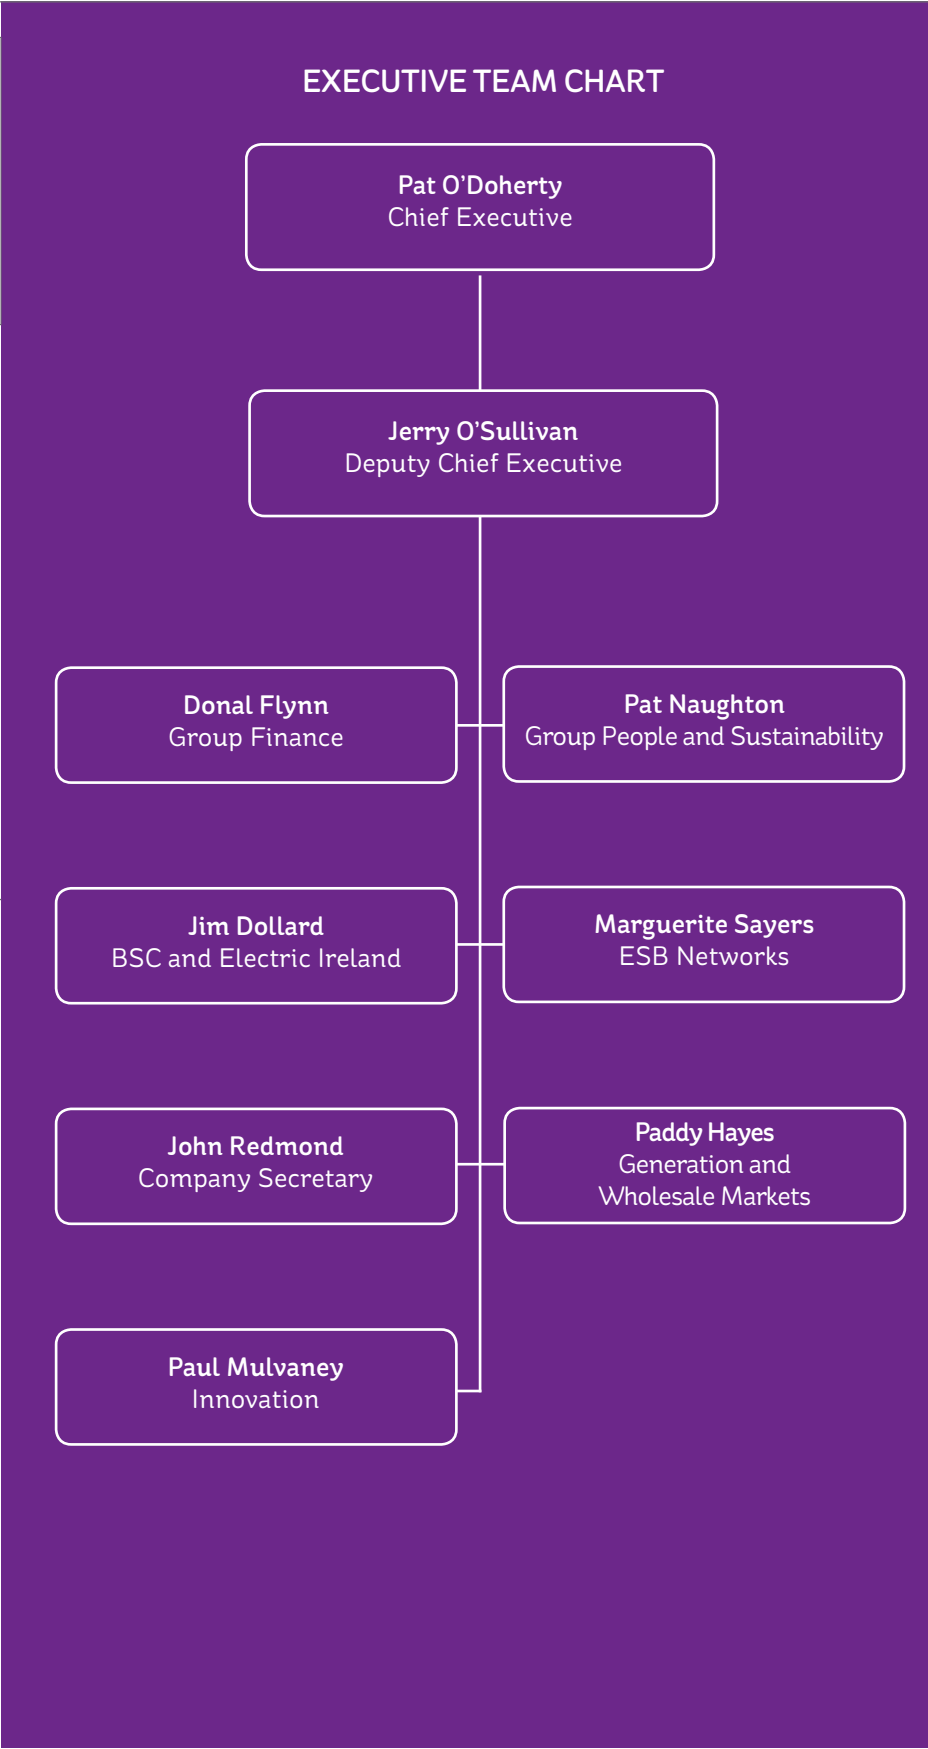 EXECUTIVE TEAM CHART
Pat O’Doherty
Chief Executive
Jerry O’Sullivan
Deputy Chief Executive
Donal Flynn
Group Finance
Pat Naughton
Group People and Sustainability
Jim Dollard
BSC and Electric Ireland
Marguerite Sayers
ESB Networks
John Redmond
Company Secretary
Paddy Hayes
Generation and
Wholesale Markets
Paul Mulvaney
Innovation